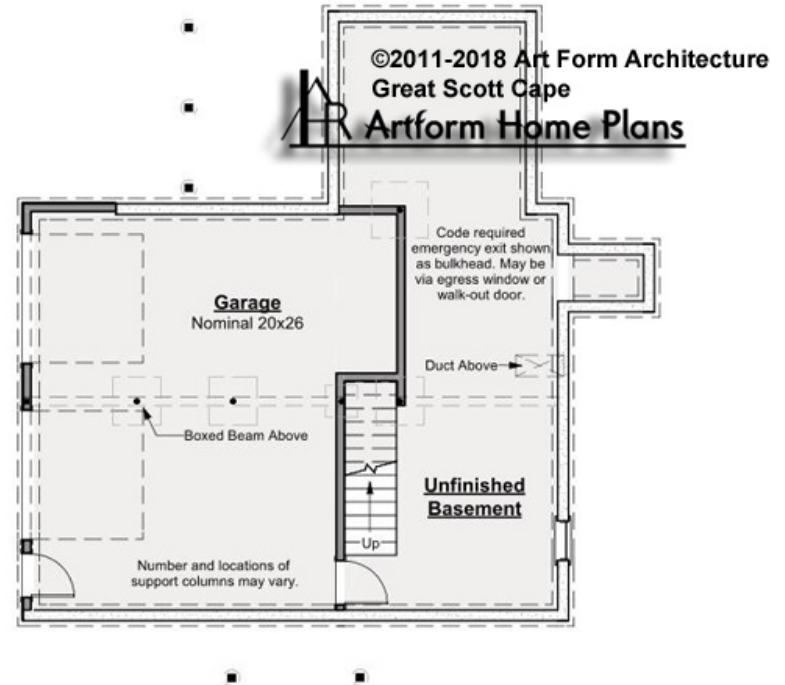 ©2011-2018 Art Form Architecture
Great Scott Cape
Artform Home Plans
Code required
emergency exit shown
as bulkhead. May be
via egress window or
walk-out door.
Garage
Nominal 20x26
Duct Above
Boxed Beam Above
Unfinished
Basement
Up
Number and locations of
support columns may vary.